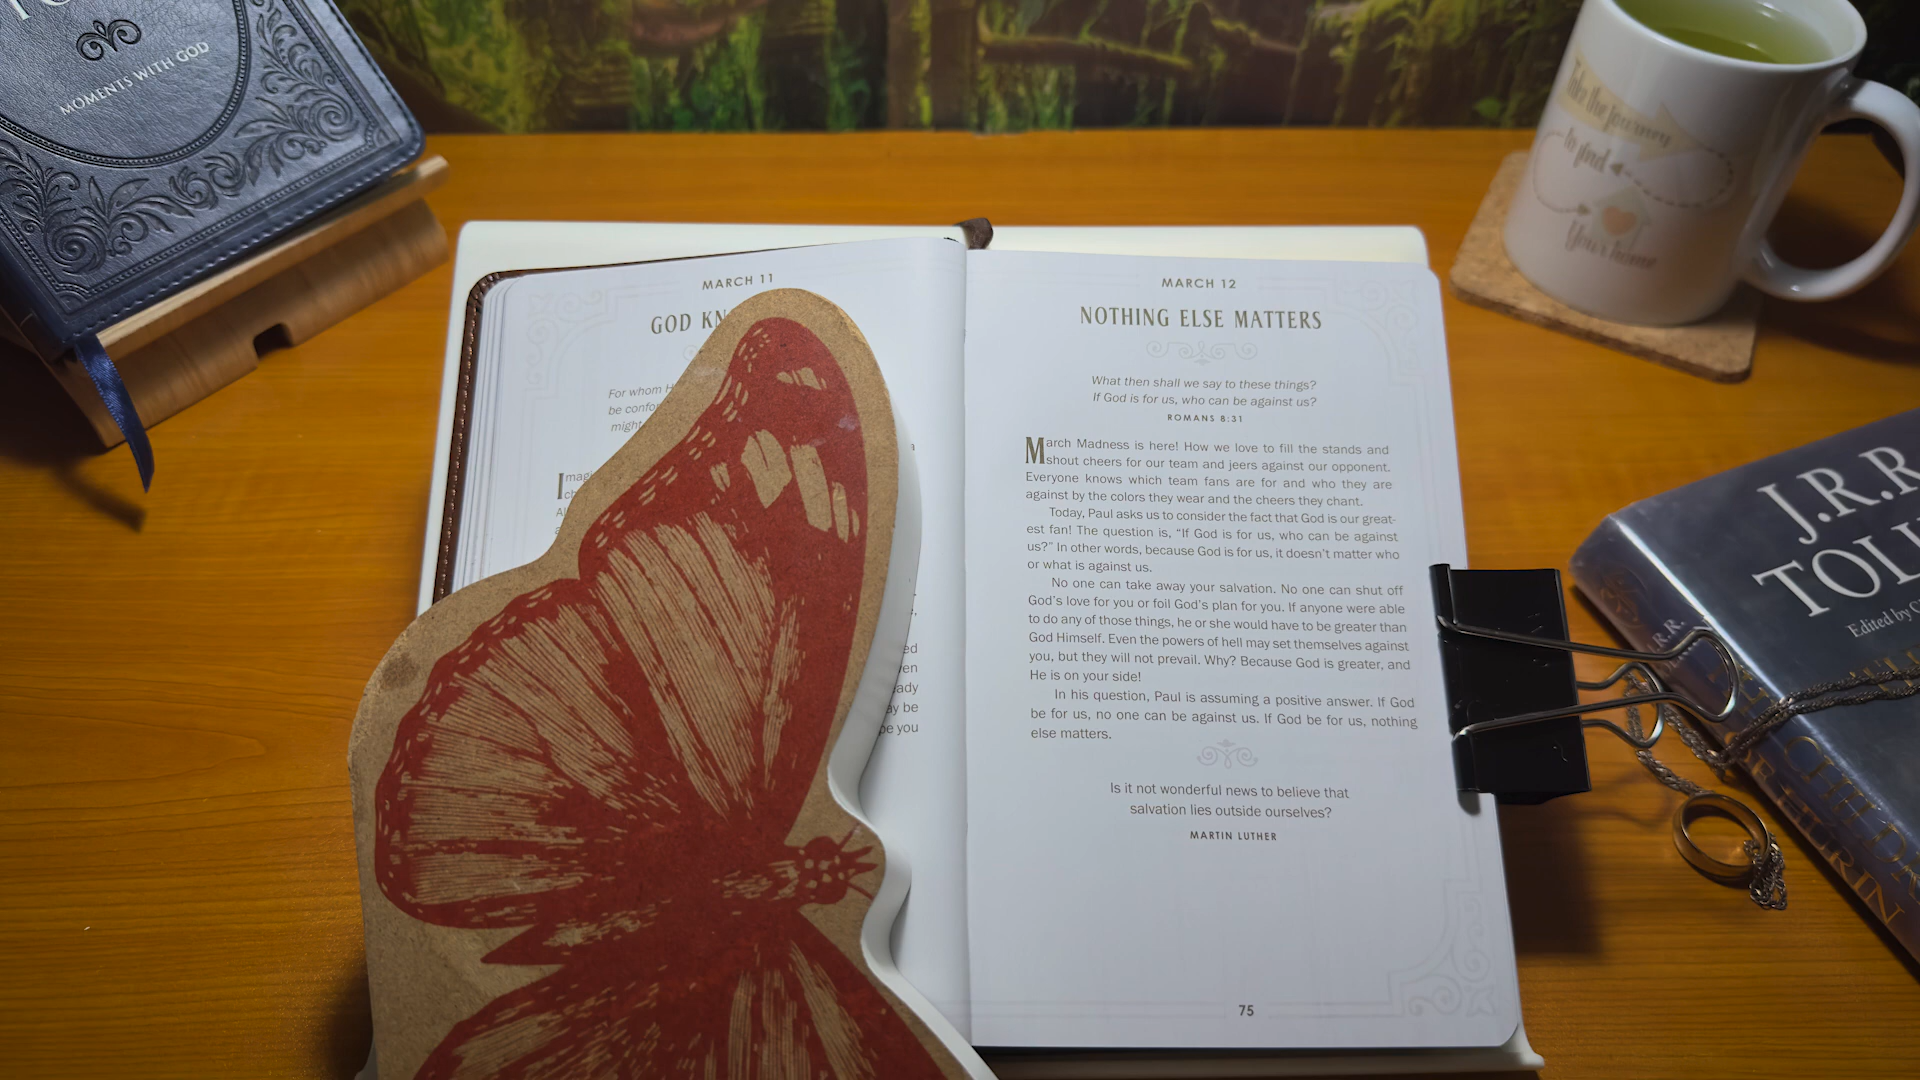 MOMENTS WITH GOD
MARCH 11
GOD
For whom
be
might
ed
en
ady
ay be
pe you
MARCH 12
NOTHING ELSE MATTERS
What then shall we say to these things?
If God is for us, who can be against us?
ROMANS 8:31
March Madness is here! How we love to fill the stands and
shout cheers for our team and jeers against our opponent.
Everyone knows which team fans are for and who they are
against by the colors they wear and the cheers they chant.
Today, Paul asks us to consider the fact that God is our great-
est fan! The question is, “If God is for us, who can be against
us?” In other words, because God is for us, it doesn’t matter who
or what is against us.
No one can take away your salvation. No one can shut off
God’s love for you or foil God’s plan for you. If anyone were able
to do any of those things, he or she would have to be greater than
God Himself. Even the powers of hell may set themselves against
you, but they will not prevail. Why? Because God is greater, and
He is on your side!
In his question, Paul is assuming a positive answer. If God
be for us, no one can be against us. If God be for us, nothing
else matters.
Is it not wonderful news to believe that
salvation lies outside ourselves?
MARTIN LUTHER
75
Take the journey
to find
Your home
J.R.R
TOL
Edited by C
J.R.R.
CHILD